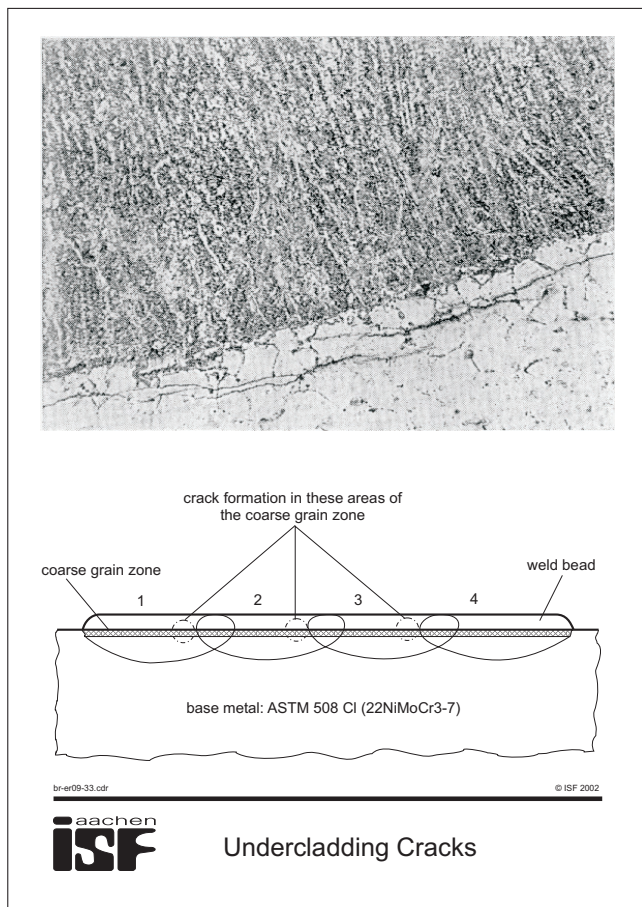 crack formation in these areas of
the coarse grain zone
coarse grain zone
weld bead
1 2 3 4
base metal: ASTM 508 Cl (22NiMoCr3-7)
br-er09-33.cdr
© ISF 2002
aachen
ISF
Undercladding Cracks